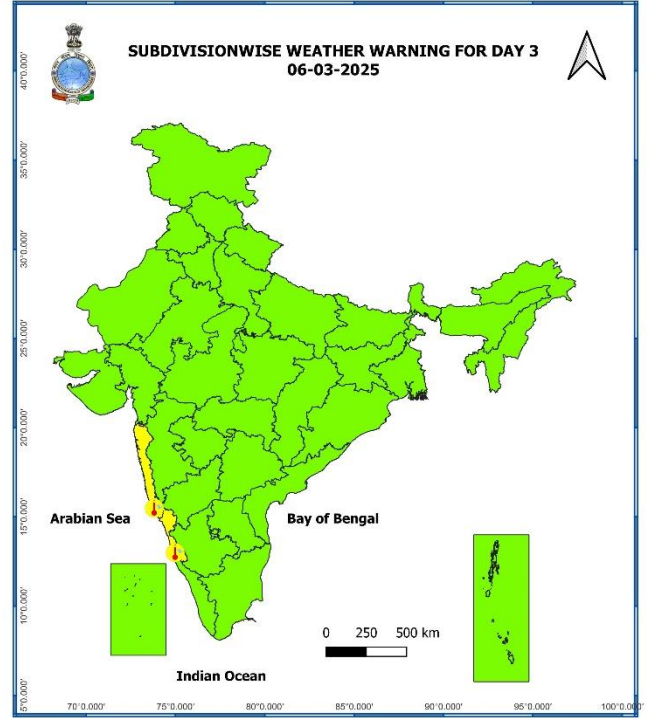 SUBDIVISIONWISE WEATHER WARNING FOR DAY 3
06-03-2025
40°0.000'
35°0.000'
30°0.000'
25°0.000'
20°0.000'
15°0.000'
10°0.000'
5°0.000'
Arabian Sea
Bay of Bengal
0 250 500 km
Indian Ocean
70°0.000' 75°0.000' 80°0.000' 85°0.000' 90°0.000' 95°0.000' 100°0.000'